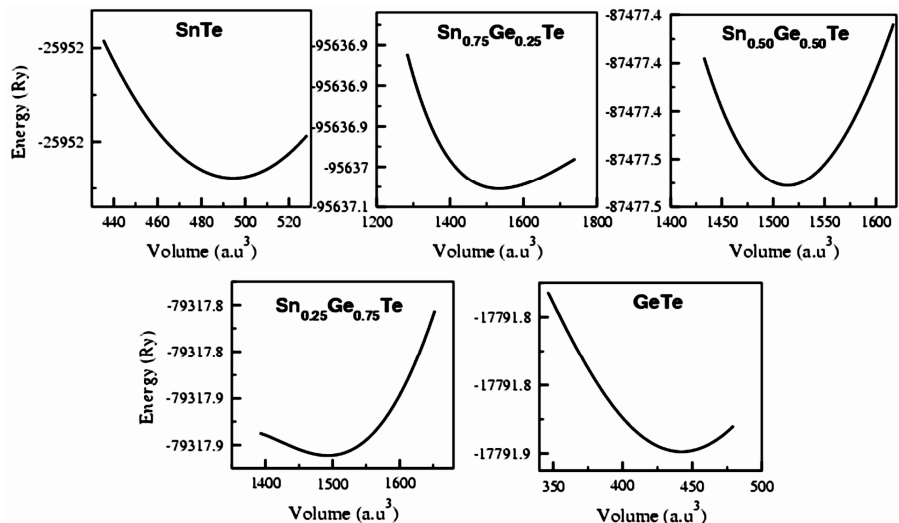 SnTe
Energy (Ry)
-25952
-25952
440 460 480 500 520
Volume (a.u³)
Sn₀.₇₅Ge₀.₂₅Te
-95636.9
-95636.9
-95636.9
-95637
-95637.1
1200 1400 1600 1800
Volume (a.u³)
Sn₀.₅₀Ge₀.₅₀Te
-87477.4
-87477.4
-87477.4
-87477.5
-87477.5
1400 1450 1500 1550 1600
Volume (a.u³)
Sn₀.₂₅Ge₀.₇₅Te
Energy (Ry)
-79317.8
-79317.8
-79317.9
-79317.9
1400 1500 1600
Volume (a.u³)
GeTe
-17791.8
-17791.8
-17791.9
350 400 450 500
Volume (a.u³)